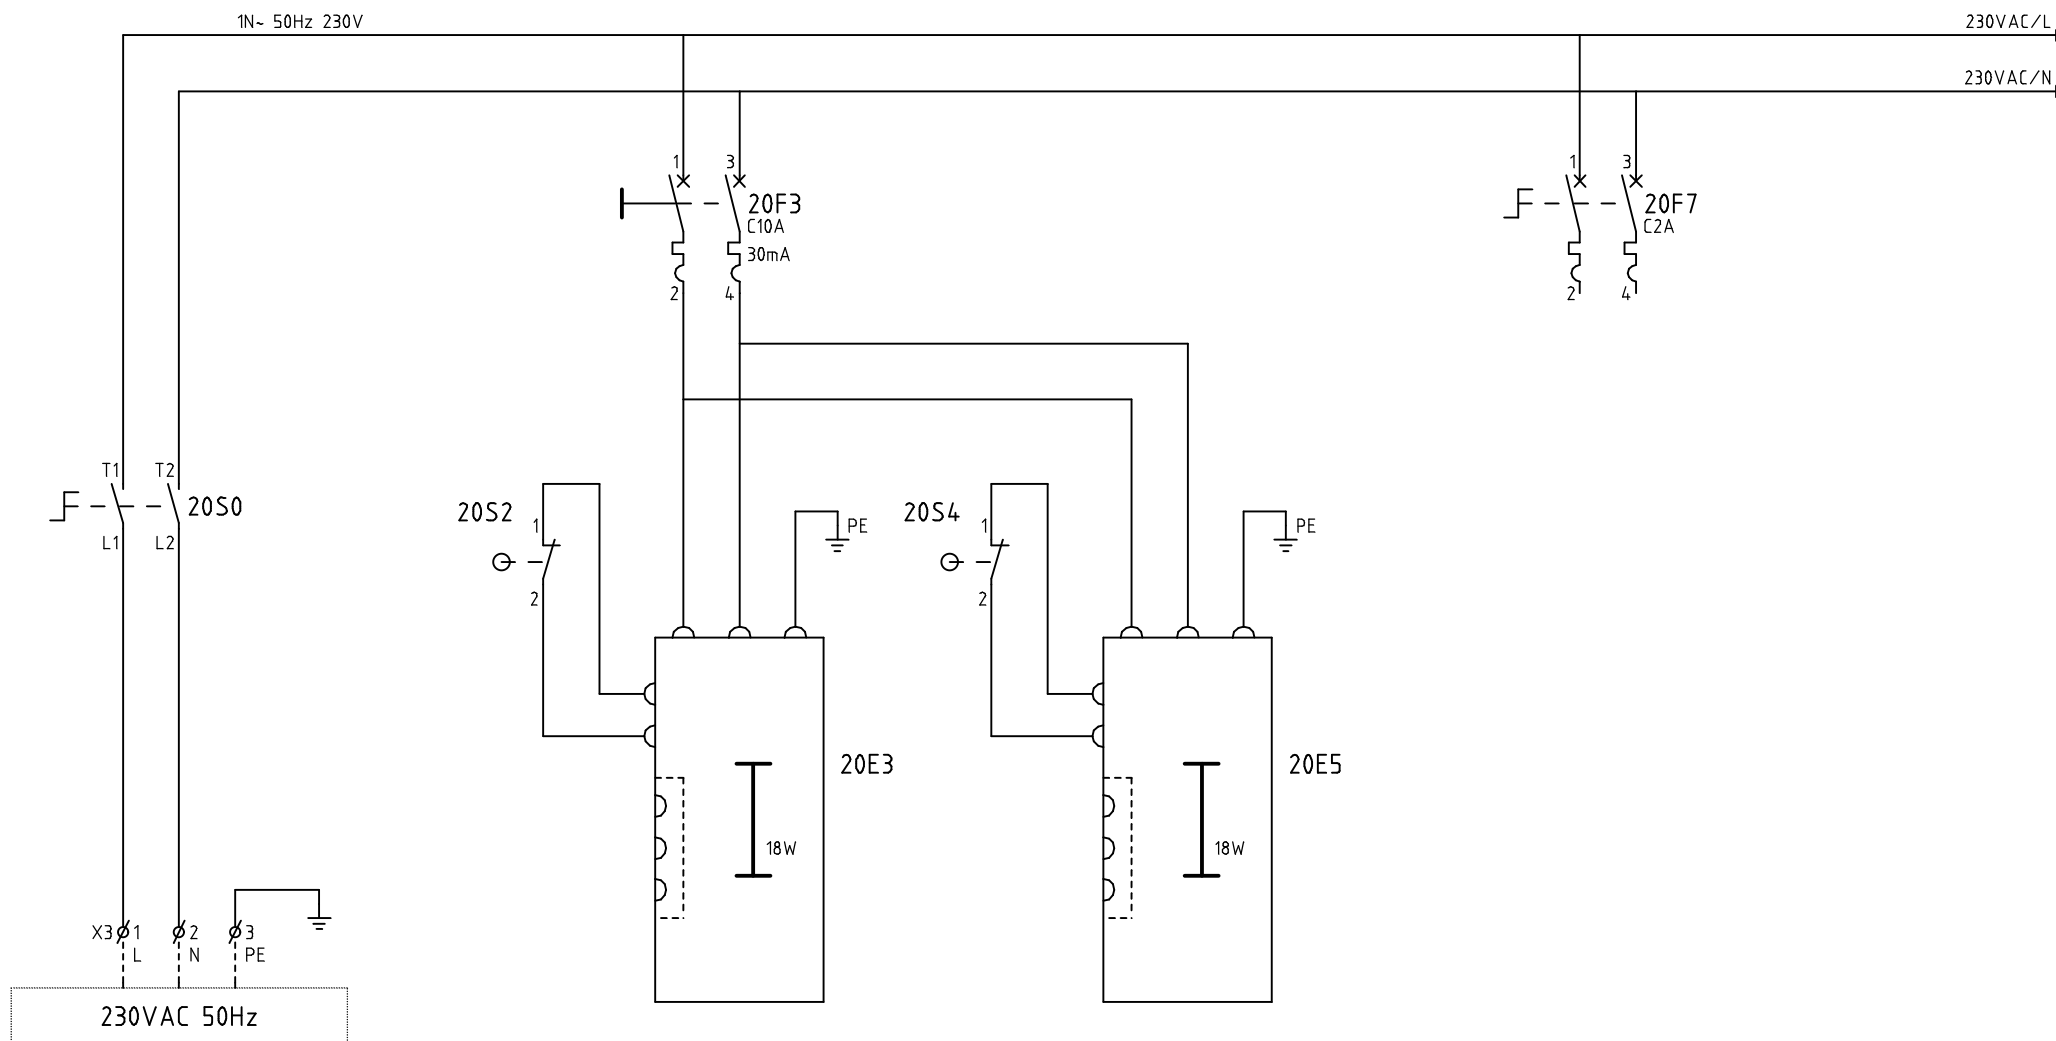 1N~ 50Hz 230V
230VAC/L
230VAC/N
1 3
20F3
C10A
30mA
2 4
1 3
20F7
C2A
2 4
T1 T2
20S0
L1 L2
20S2
1
2
PE
20S4
1
2
PE
20E3
18W
20E5
18W
X3 1 2 3
L N PE
230VAC 50Hz